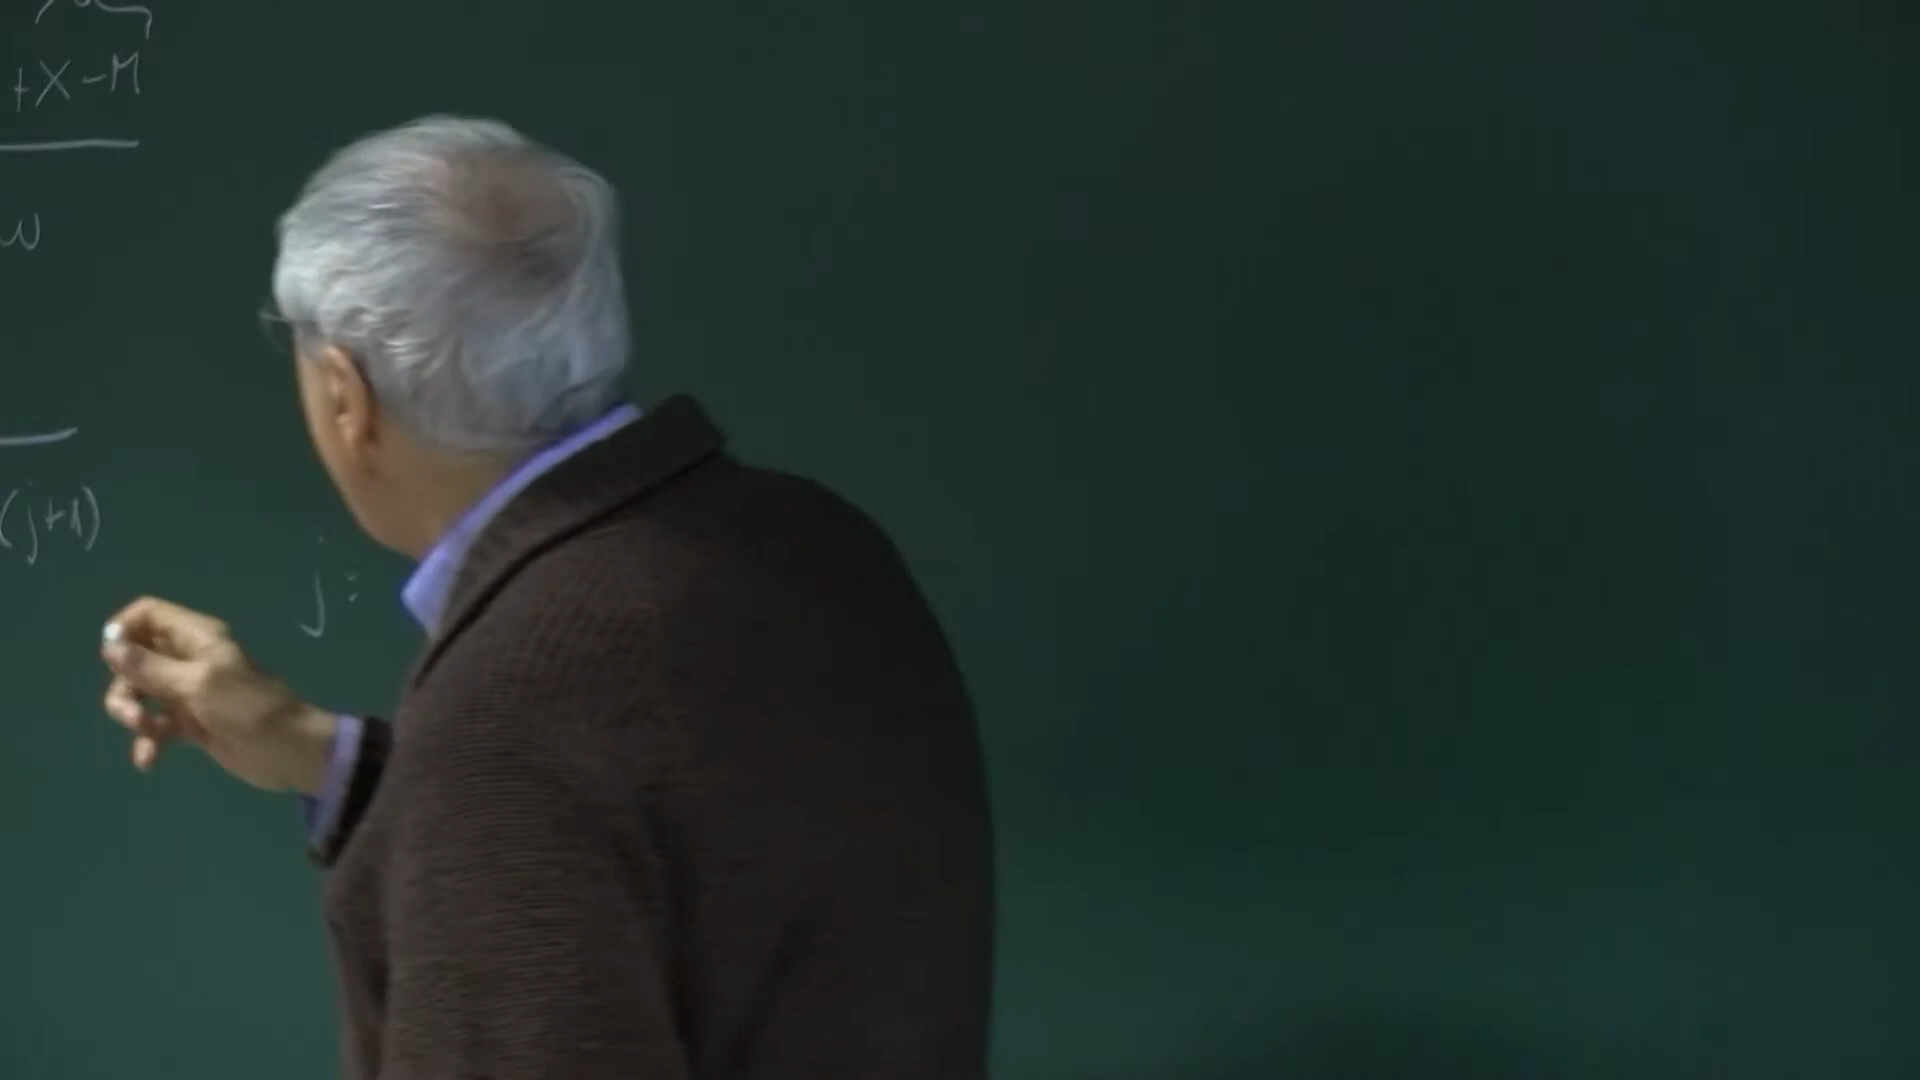 +X-M
w
(j+1)
j =